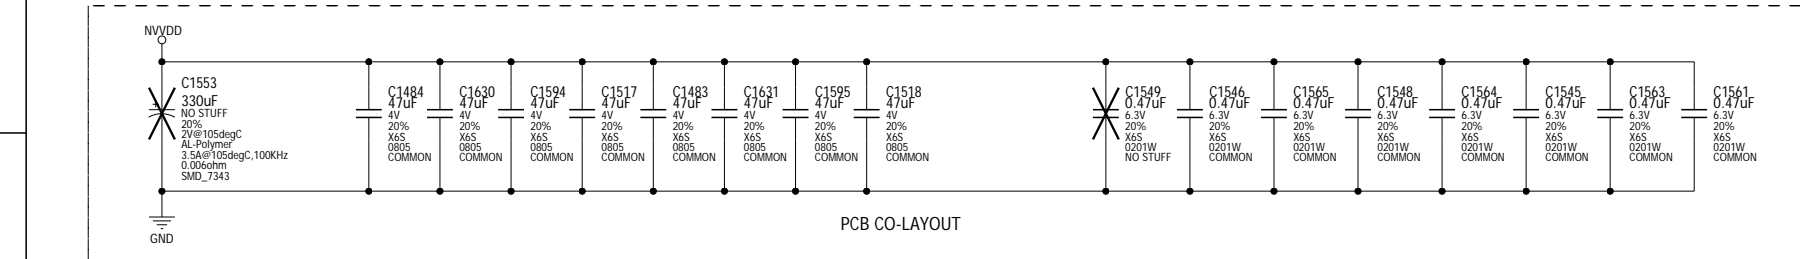 NVVDD
C1553
330uF
NO STUFF
20%
2V@105degC
AL-Polymer
3.5A@105degC,100KHz
0.006ohm
SMD_7343
GND
C1484
47uF
4V
20%
X6S
0805
COMMON
C1630
47uF
4V
20%
X6S
0805
COMMON
C1594
47uF
4V
20%
X6S
0805
COMMON
C1517
47uF
4V
20%
X6S
0805
COMMON
C1483
47uF
4V
20%
X6S
0805
COMMON
C1631
47uF
4V
20%
X6S
0805
COMMON
C1595
47uF
4V
20%
X6S
0805
COMMON
C1518
47uF
4V
20%
X6S
0805
COMMON
C1549
0.47uF
6.3V
20%
X6S
0201W
NO STUFF
C1546
0.47uF
6.3V
20%
X6S
0201W
COMMON
C1565
0.47uF
6.3V
20%
X6S
0201W
COMMON
C1548
0.47uF
6.3V
20%
X6S
0201W
COMMON
C1564
0.47uF
6.3V
20%
X6S
0201W
COMMON
C1545
0.47uF
6.3V
20%
X6S
0201W
COMMON
C1563
0.47uF
6.3V
20%
X6S
0201W
COMMON
C1561
0.47uF
6.3V
20%
X6S
0201W
COMMON
PCB CO-LAYOUT